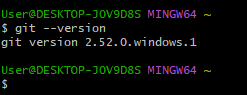 User@DESKTOP-JOV9D8S MINGW64 ~
$ git --version
git version 2.52.0.windows.1
User@DESKTOP-JOV9D8S MINGW64 ~
$